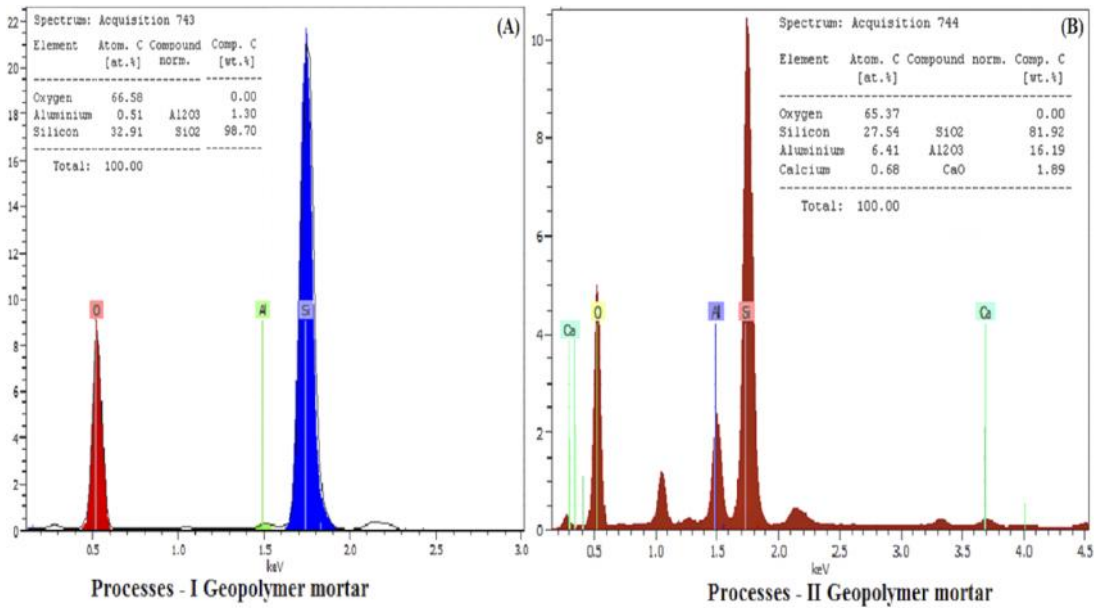 Spectrum: Acquisition 743
(A)
Element Atom. C Compound Comp. C
[at.%] norm. [wt.%]
Oxygen 66.58 0.00
Aluminium 0.51 Al2O3 1.30
Silicon 32.91 SiO2 98.70
Total: 100.00
22
20
18
16
14
12
10
8
6
4
2
0
O
Al
Si
0.5 1.0 1.5 2.0 2.5 3.0
keV
Processes - I Geopolymer mortar
Spectrum: Acquisition 744
(B)
Element Atom. C Compound norm. Comp. C
[at.%] [wt.%]
Oxygen 65.37 0.00
Silicon 27.54 SiO2 81.92
Aluminium 6.41 Al2O3 16.19
Calcium 0.68 CaO 1.89
Total: 100.00
10
8
6
4
2
0
Ca
O
Al
Si
Ca
0.5 1.0 1.5 2.0 2.5 3.0 3.5 4.0 4.5
keV
Processes - II Geopolymer mortar